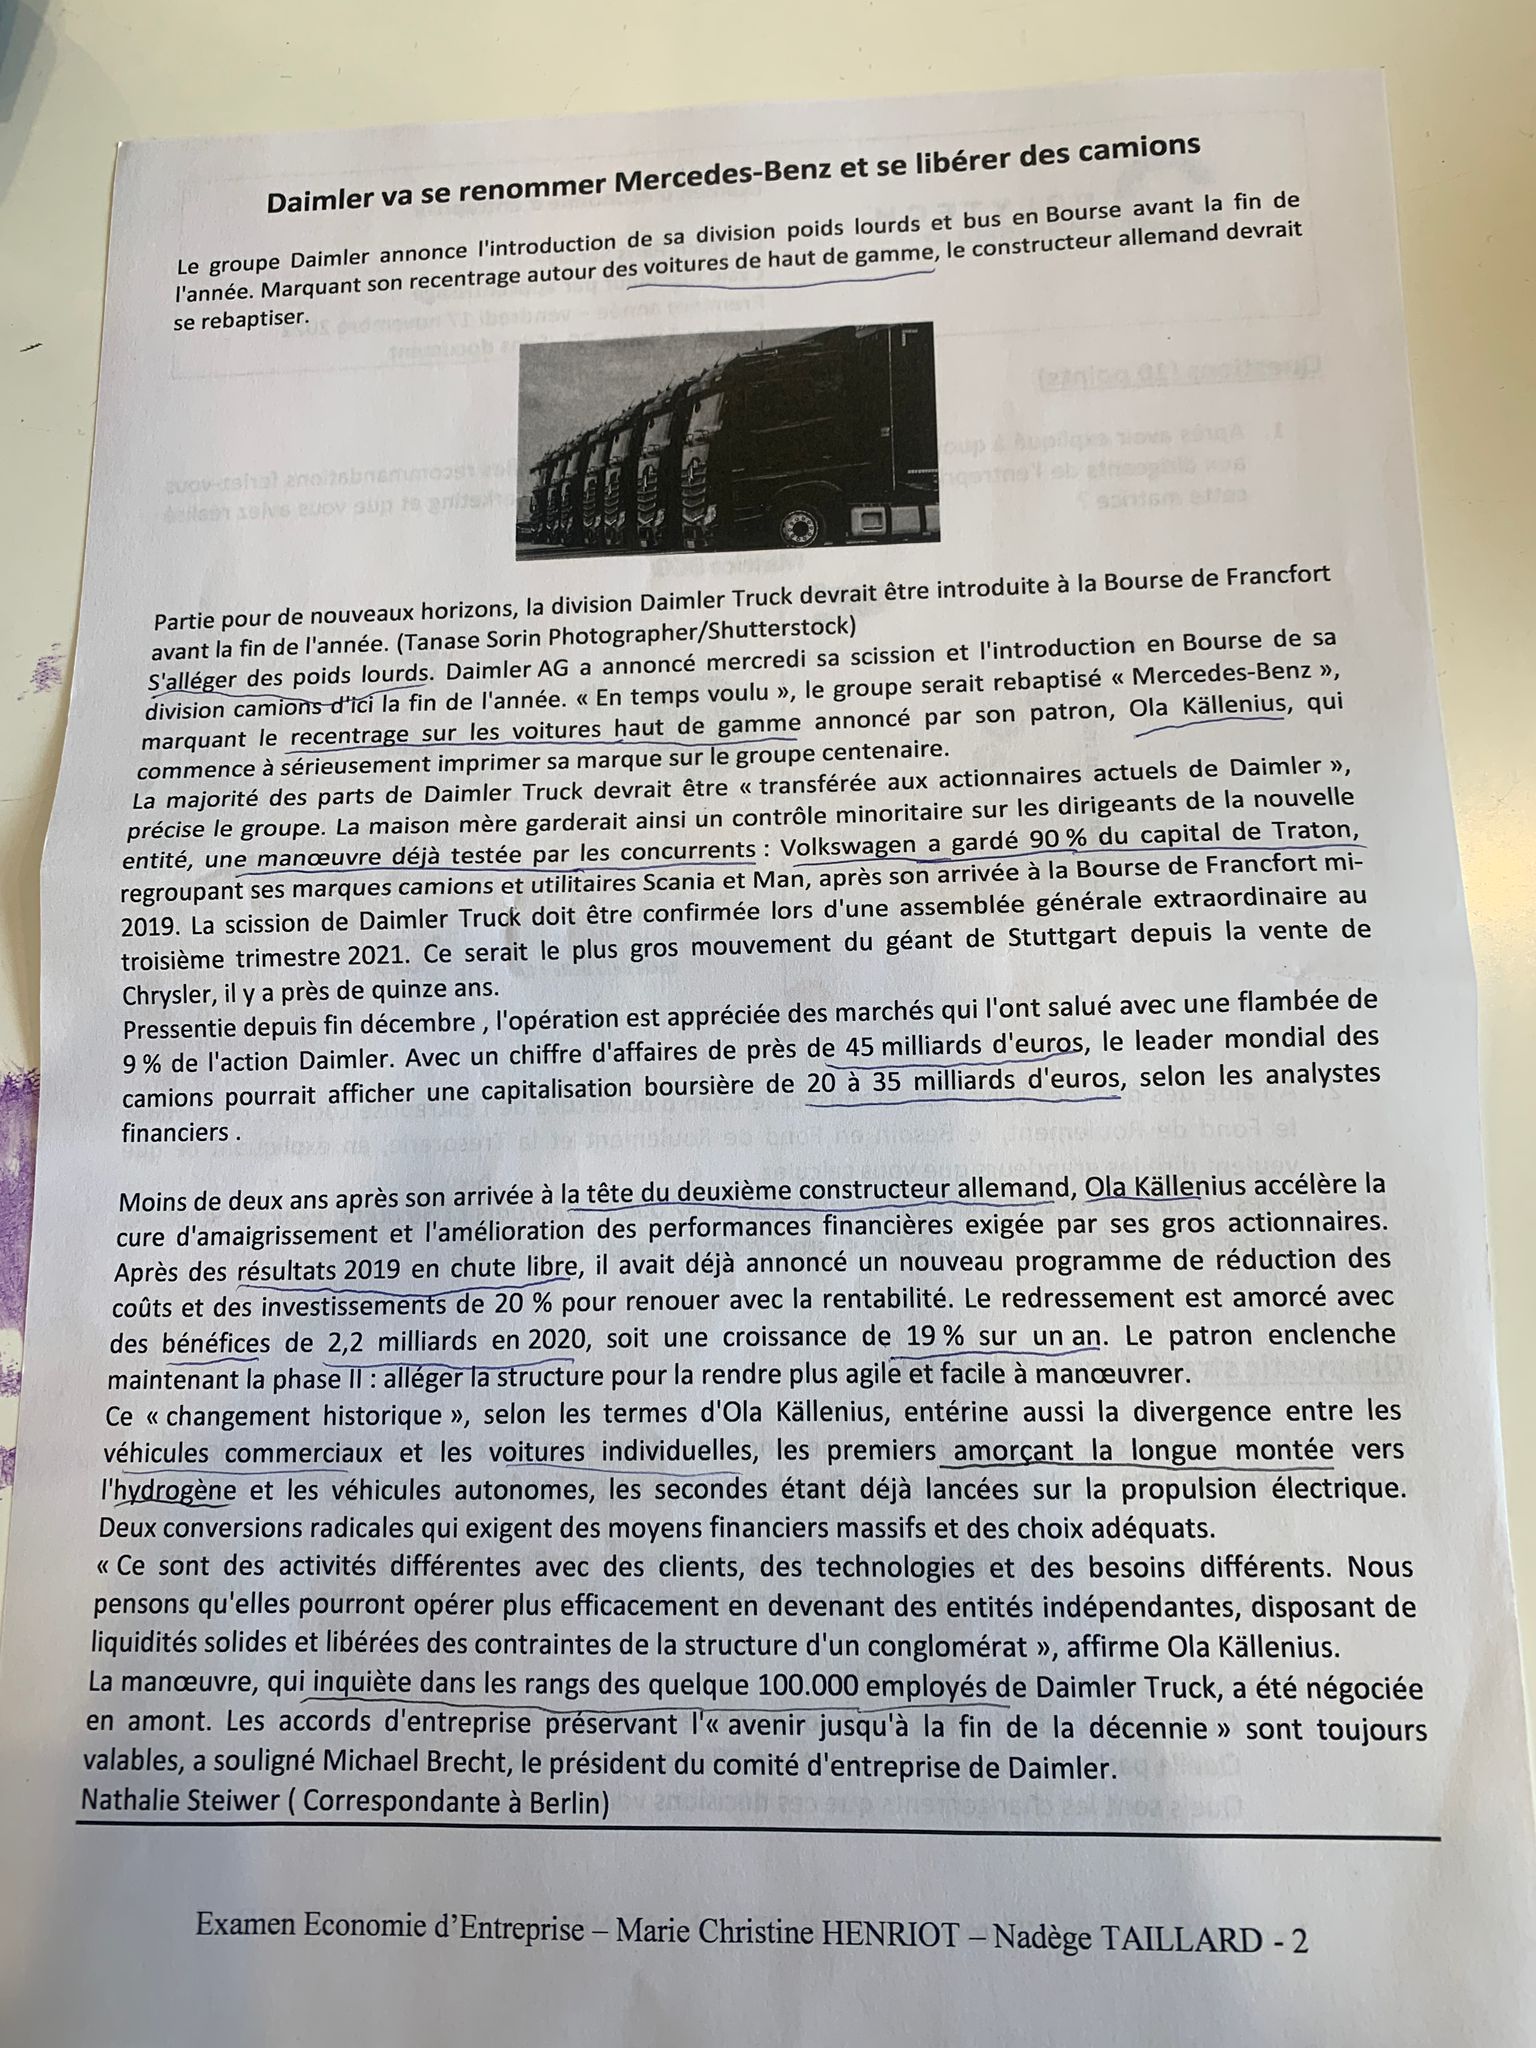 Daimler va se renommer Mercedes-Benz et se libérer des camions
Le groupe Daimler annonce l'introduction de sa division poids lourds et bus en Bourse avant la fin de
l'année. Marquant son recentrage autour des voitures de haut de gamme, le constructeur allemand devrait
se rebaptiser.
Partie pour de nouveaux horizons, la division Daimler Truck devrait être introduite à la Bourse de Francfort
avant la fin de l'année. (Tanase Sorin Photographer/Shutterstock)
S'alléger des poids lourds. Daimler AG a annoncé mercredi sa scission et l'introduction en Bourse de sa
division camions d'ici la fin de l'année. « En temps voulu », le groupe serait rebaptisé « Mercedes-Benz »,
marquant le recentrage sur les voitures haut de gamme annoncé par son patron, Ola Källenius, qui
commence à sérieusement imprimer sa marque sur le groupe centenaire.
La majorité des parts de Daimler Truck devrait être « transférée aux actionnaires actuels de Daimler »,
précise le groupe. La maison mère garderait ainsi un contrôle minoritaire sur les dirigeants de la nouvelle
entité, une manœuvre déjà testée par les concurrents : Volkswagen a gardé 90 % du capital de Traton,
regroupant ses marques camions et utilitaires Scania et Man, après son arrivée à la Bourse de Francfort mi-
2019. La scission de Daimler Truck doit être confirmée lors d'une assemblée générale extraordinaire au
troisième trimestre 2021. Ce serait le plus gros mouvement du géant de Stuttgart depuis la vente de
Chrysler, il y a près de quinze ans.
Pressentie depuis fin décembre , l'opération est appréciée des marchés qui l'ont salué avec une flambée de
9 % de l'action Daimler. Avec un chiffre d'affaires de près de 45 milliards d'euros, le leader mondial des
camions pourrait afficher une capitalisation boursière de 20 à 35 milliards d'euros, selon les analystes
financiers .
Moins de deux ans après son arrivée à la tête du deuxième constructeur allemand, Ola Källenius accélère la
cure d'amaigrissement et l'amélioration des performances financières exigée par ses gros actionnaires.
Après des résultats 2019 en chute libre, il avait déjà annoncé un nouveau programme de réduction des
coûts et des investissements de 20 % pour renouer avec la rentabilité. Le redressement est amorcé avec
des bénéfices de 2,2 milliards en 2020, soit une croissance de 19 % sur un an. Le patron enclenche
maintenant la phase II : alléger la structure pour la rendre plus agile et facile à manœuvrer.
Ce « changement historique », selon les termes d'Ola Källenius, entérine aussi la divergence entre les
véhicules commerciaux et les voitures individuelles, les premiers amorçant la longue montée vers
l'hydrogène et les véhicules autonomes, les secondes étant déjà lancées sur la propulsion électrique.
Deux conversions radicales qui exigent des moyens financiers massifs et des choix adéquats.
« Ce sont des activités différentes avec des clients, des technologies et des besoins différents. Nous
pensons qu'elles pourront opérer plus efficacement en devenant des entités indépendantes, disposant de
liquidités solides et libérées des contraintes de la structure d'un conglomérat », affirme Ola Källenius.
La manœuvre, qui inquiète dans les rangs des quelque 100.000 employés de Daimler Truck, a été négociée
en amont. Les accords d'entreprise préservant l'« avenir jusqu'à la fin de la décennie » sont toujours
valables, a souligné Michael Brecht, le président du comité d'entreprise de Daimler.
Nathalie Steiwer ( Correspondante à Berlin)
Examen Economie d'Entreprise – Marie Christine HENRIOT – Nadège TAILLARD - 2